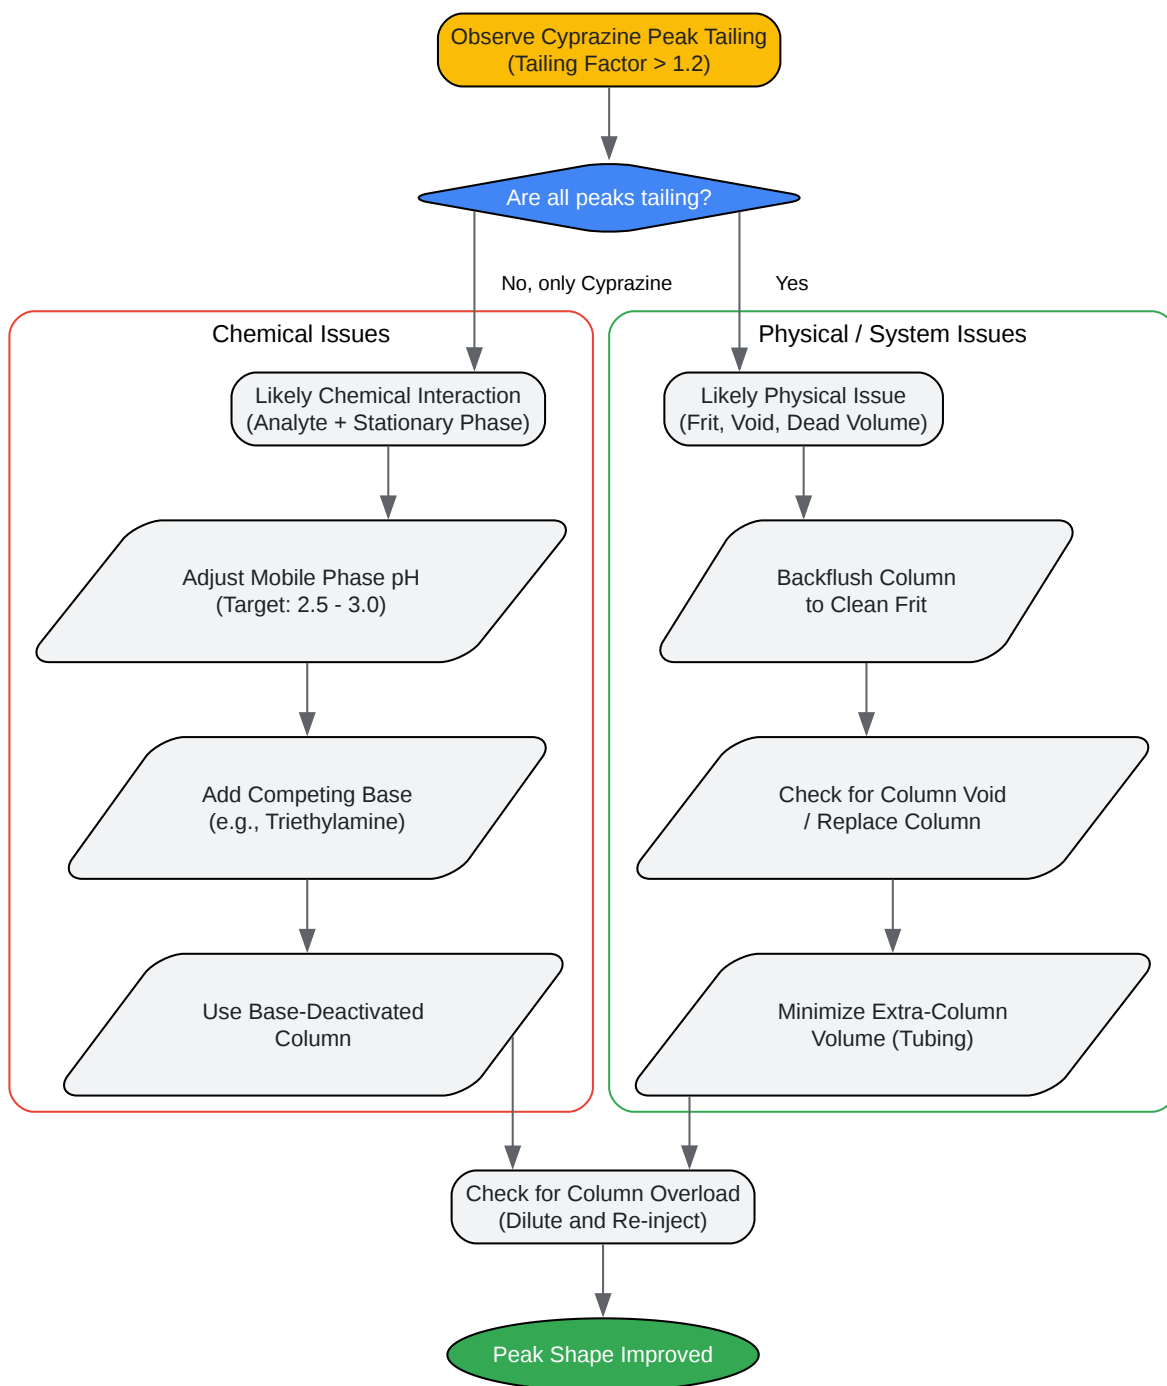 Observe Cyprazine Peak Tailing
(Tailing Factor > 1.2)
Are all peaks tailing?
No, only Cyprazine
Yes
Chemical Issues
Likely Chemical Interaction
(Analyte + Stationary Phase)
Adjust Mobile Phase pH
(Target: 2.5 - 3.0)
Add Competing Base
(e.g., Triethylamine)
Use Base-Deactivated
Column
Physical / System Issues
Likely Physical Issue
(Frit, Void, Dead Volume)
Backflush Column
to Clean Frit
Check for Column Void
/ Replace Column
Minimize Extra-Column
Volume (Tubing)
Check for Column Overload
(Dilute and Re-inject)
Peak Shape Improved